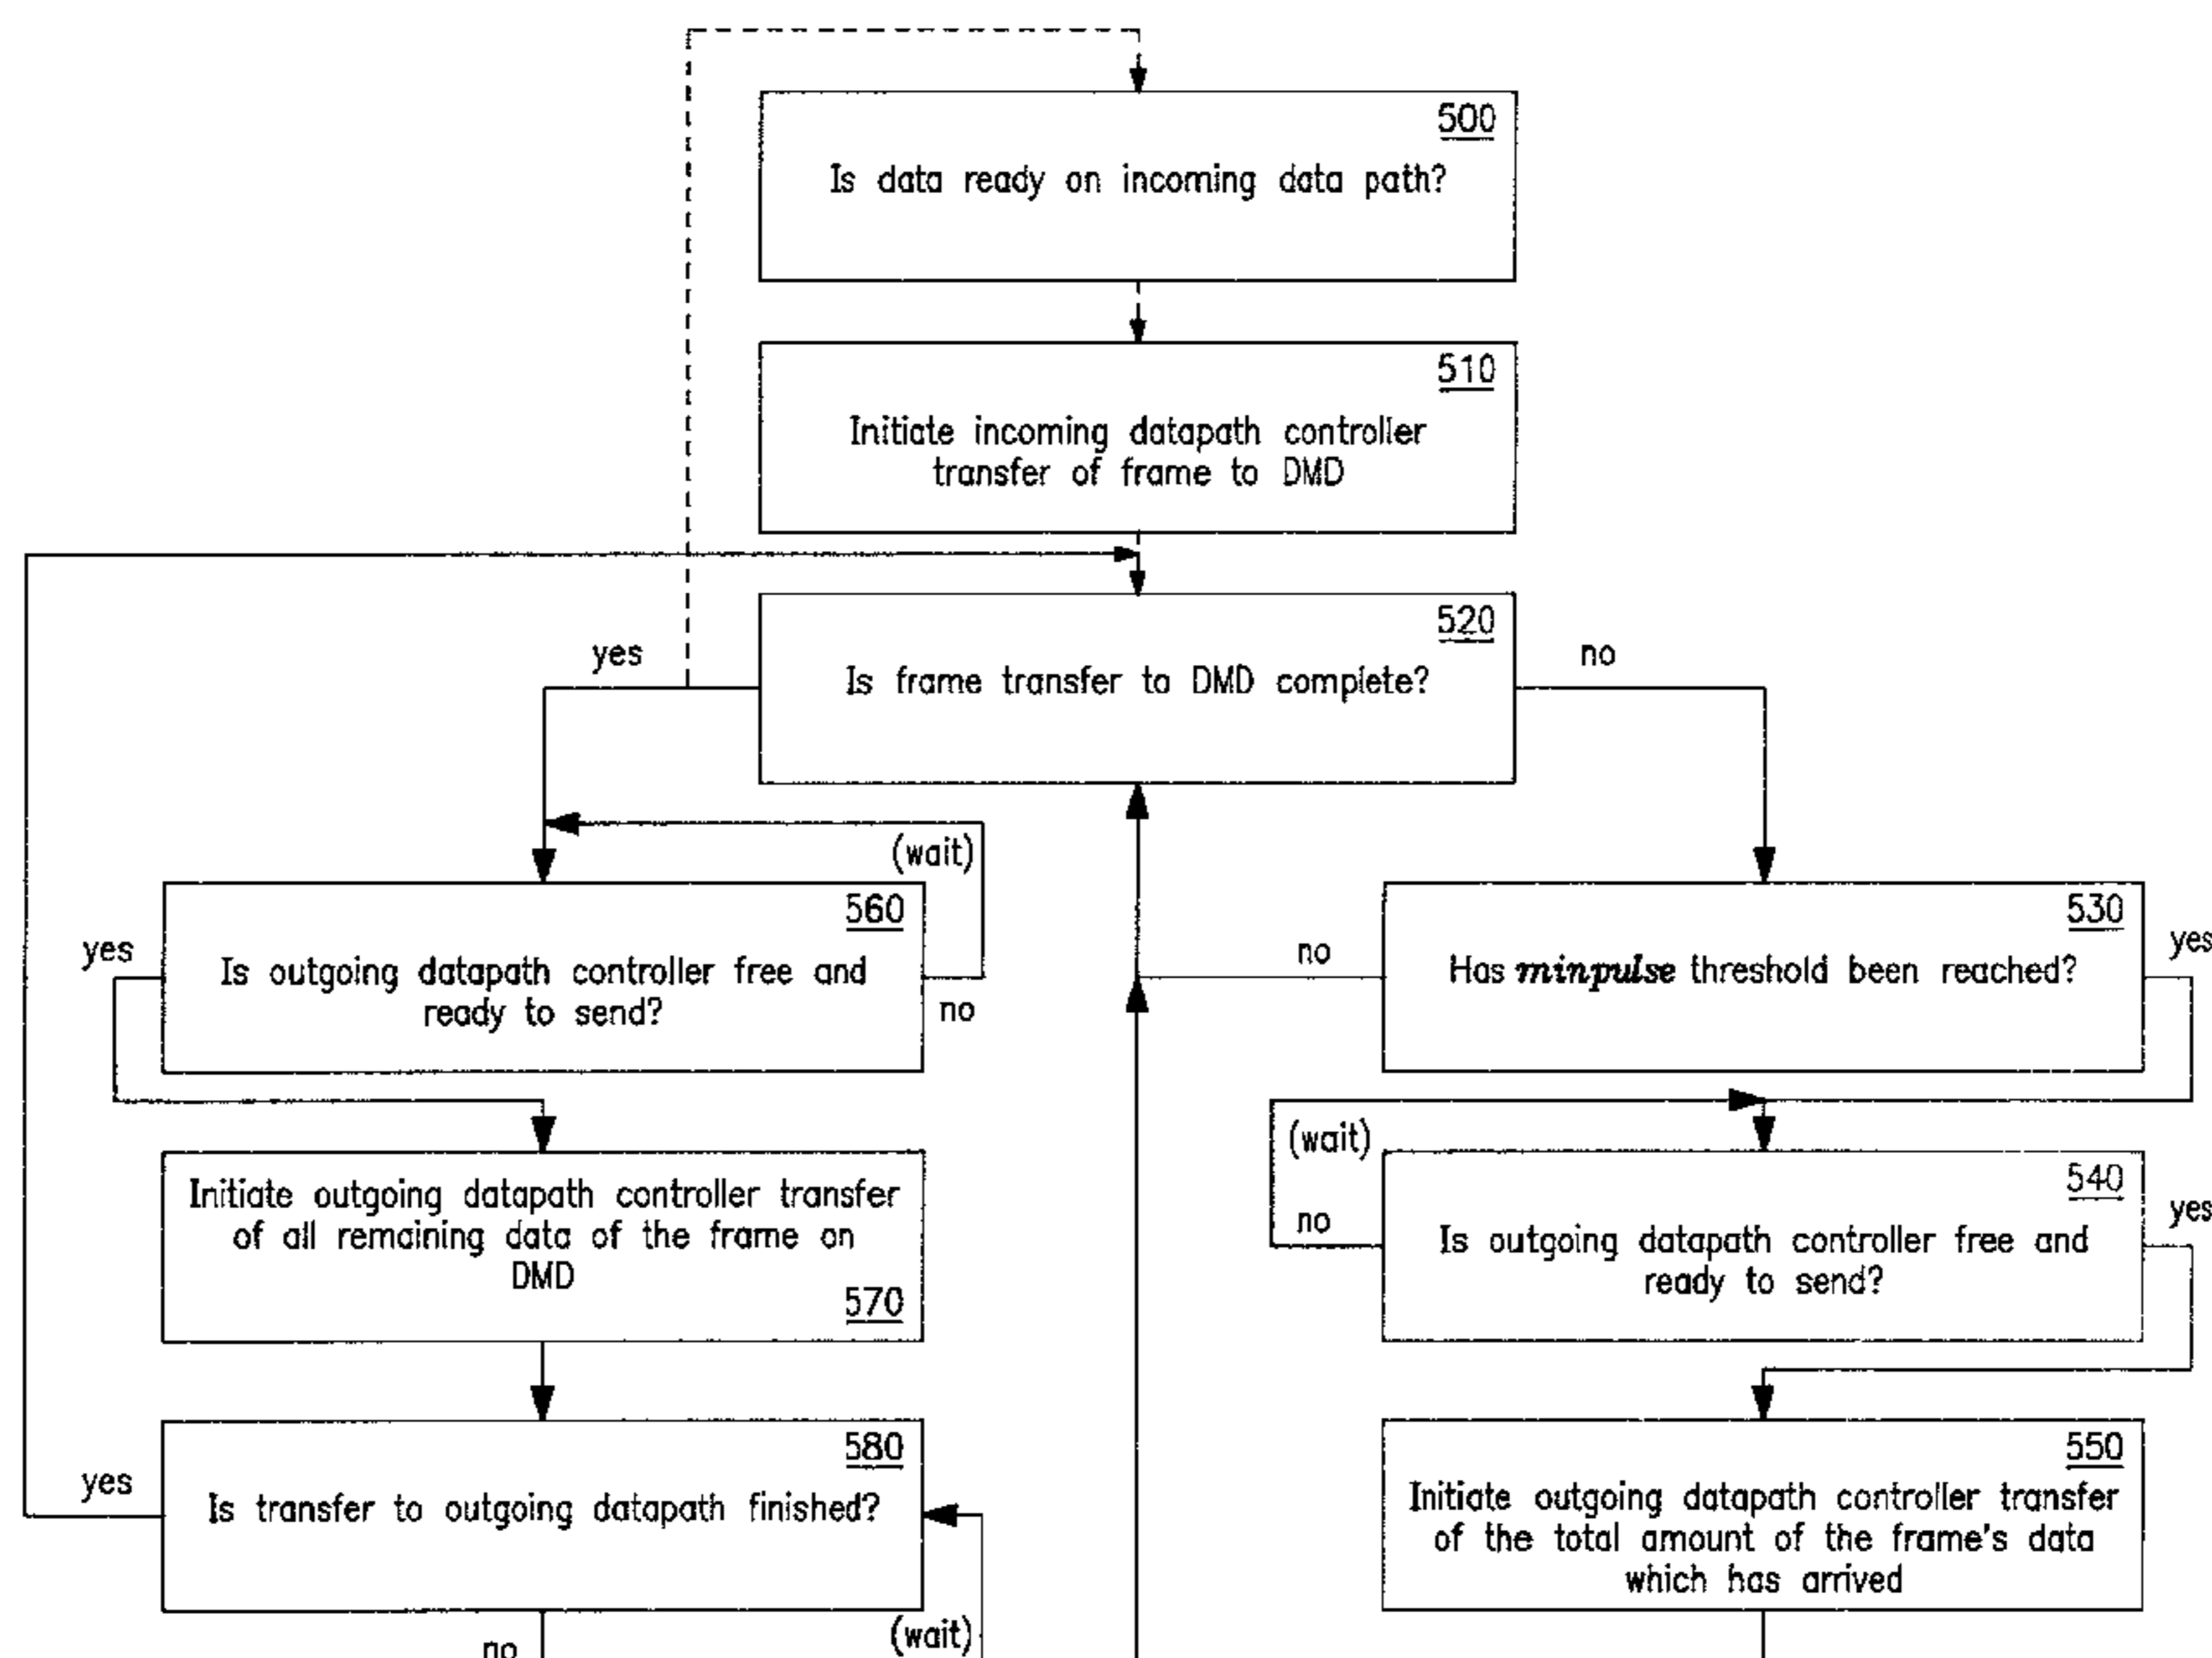 500
Is data ready on incoming data path?
510
Initiate incoming datapath controller
transfer of frame to DMD
520
yes
no
Is frame transfer to DMD complete?
(wait)
560
yes
Is outgoing datapath controller free and
ready to send?
no
530
no
yes
Has minpulse threshold been reached?
Initiate outgoing datapath controller transfer
of all remaining data of the frame on
DMD
570
(wait)
540
no
yes
Is outgoing datapath controller free and
ready to send?
580
yes
Is transfer to outgoing datapath finished?
no
(wait)
550
Initiate outgoing datapath controller transfer
of the total amount of the frame's data
which has arrived